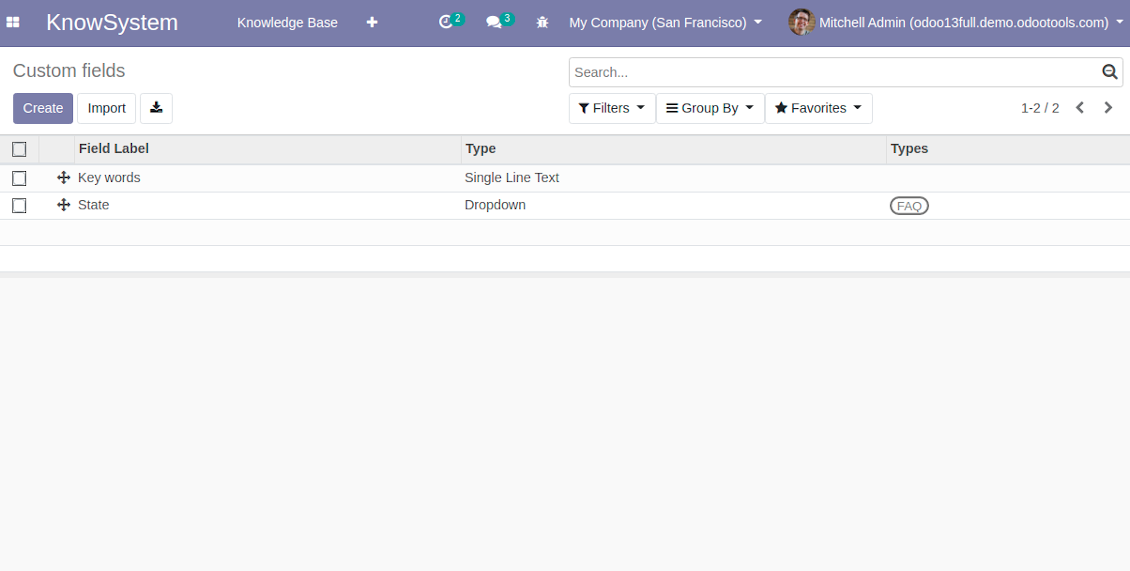 KnowSystem Knowledge Base 2 3 My Company (San Francisco) Mitchell Admin (odoo13full.demo.odootools.com)
Custom fields
Search...
Create Import Filters Group By Favorites 1-2 / 2
Field Label Type Types
Key words Single Line Text
State Dropdown FAQ